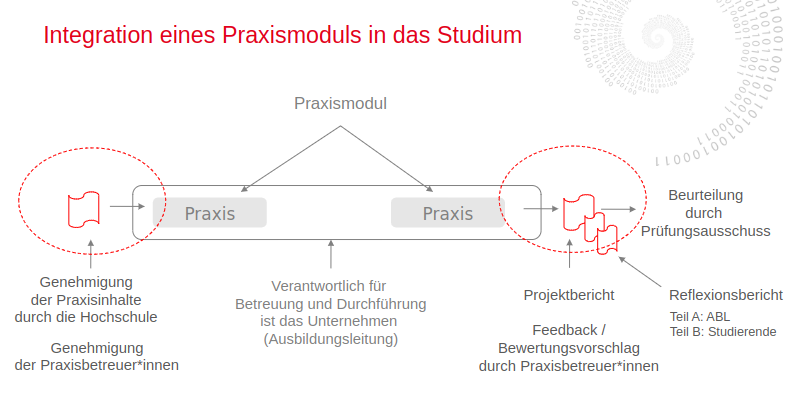 Integration eines Praxismoduls in das Studium
Praxismodul
Praxis
Praxis
Beurteilung
durch
Prüfungsausschuss
Genehmigung
der Praxisinhalte
durch die Hochschule
Genehmigung
der Praxisbetreuer*innen
Verantwortlich für
Betreuung und Durchführung
ist das Unternehmen
(Ausbildungsleitung)
Projektbericht
Feedback /
Bewertungsvorschlag
durch Praxisbetreuer*innen
Reflexionsbericht
Teil A: ABL
Teil B: Studierende